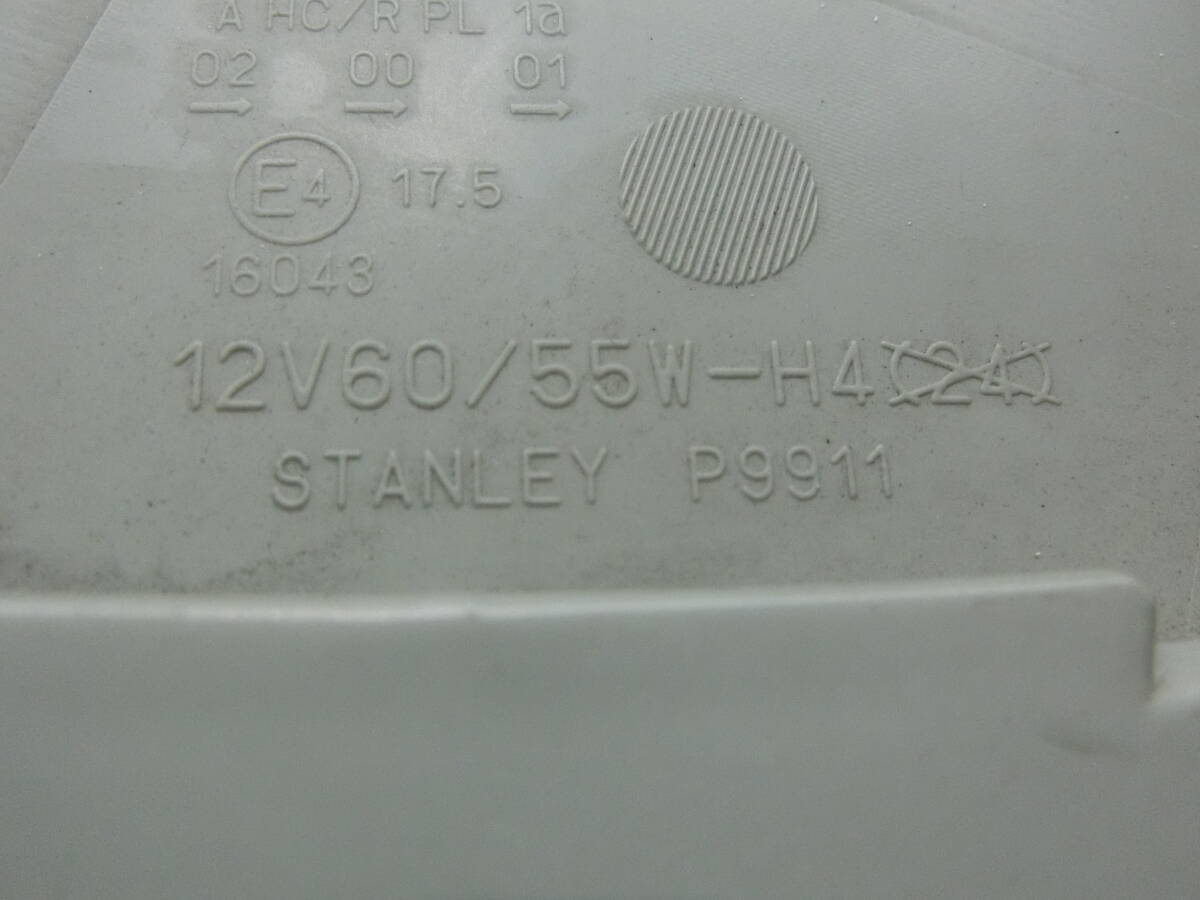 A HC/R PL 1a
02 00 01
→ → →
E4 17.5
16043
12V60/55W-H4 24
STANLEY P9911